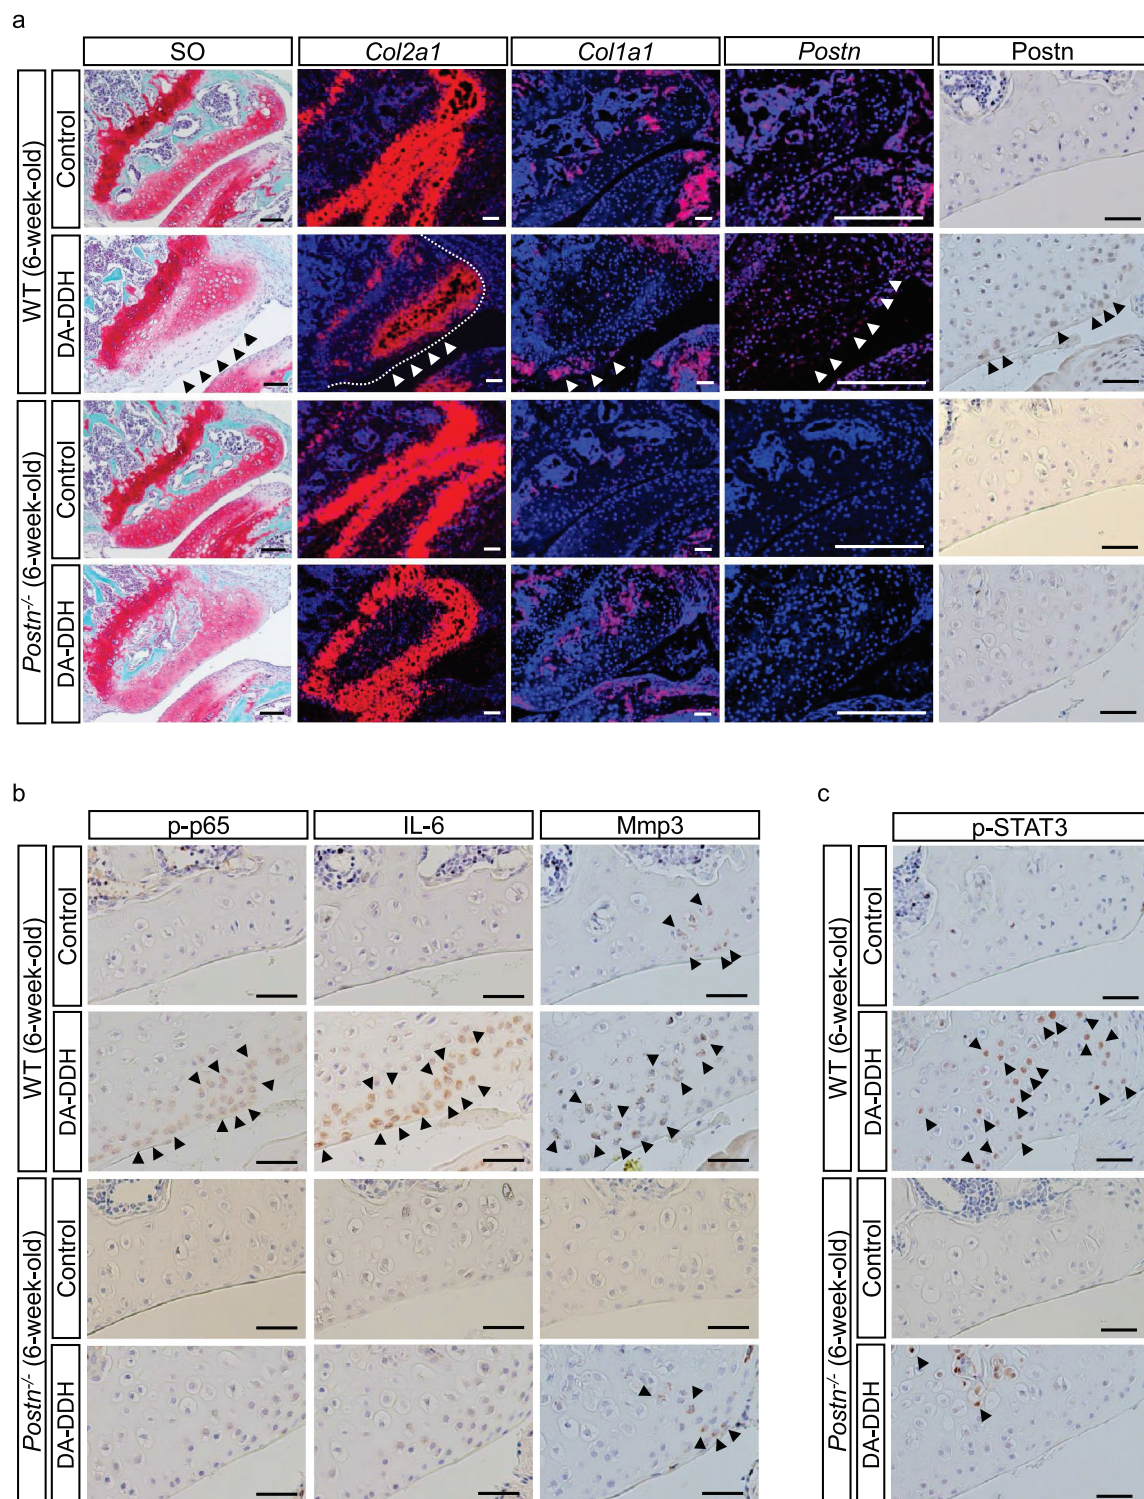 a
SO
Col2a1
Col1a1
Postn
Postn
WT (6-week-old)
Control
DA-DDH
Postn-/- (6-week-old)
Control
DA-DDH
b
p-p65
IL-6
Mmp3
WT (6-week-old)
Control
DA-DDH
Postn-/- (6-week-old)
Control
DA-DDH
c
p-STAT3
WT (6-week-old)
Control
DA-DDH
Postn-/- (6-week-old)
Control
DA-DDH